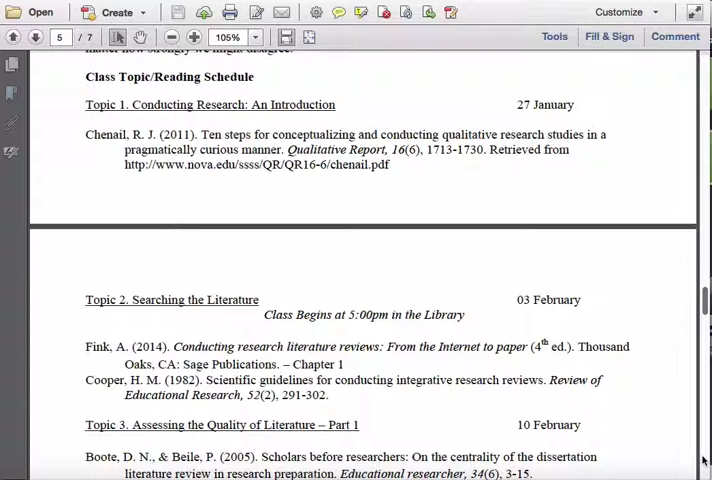 Open Create Customize
5 / 7 105% Tools Fill & Sign Comment
matter how strongly we might disagree.
Class Topic/Reading Schedule
Topic 1. Conducting Research: An Introduction 27 January
Chenail, R. J. (2011). Ten steps for conceptualizing and conducting qualitative research studies in a
pragmatically curious manner. Qualitative Report, 16(6), 1713-1730. Retrieved from
http://www.nova.edu/ssss/QR/QR16-6/chenail.pdf
Topic 2. Searching the Literature 03 February
Class Begins at 5:00pm in the Library
Fink, A. (2014). Conducting research literature reviews: From the Internet to paper (4th ed.). Thousand
Oaks, CA: Sage Publications. – Chapter 1
Cooper, H. M. (1982). Scientific guidelines for conducting integrative research reviews. Review of
Educational Research, 52(2), 291-302.
Topic 3. Assessing the Quality of Literature – Part 1 10 February
Boote, D. N., & Beile, P. (2005). Scholars before researchers: On the centrality of the dissertation
literature review in research preparation. Educational researcher, 34(6), 3-15.